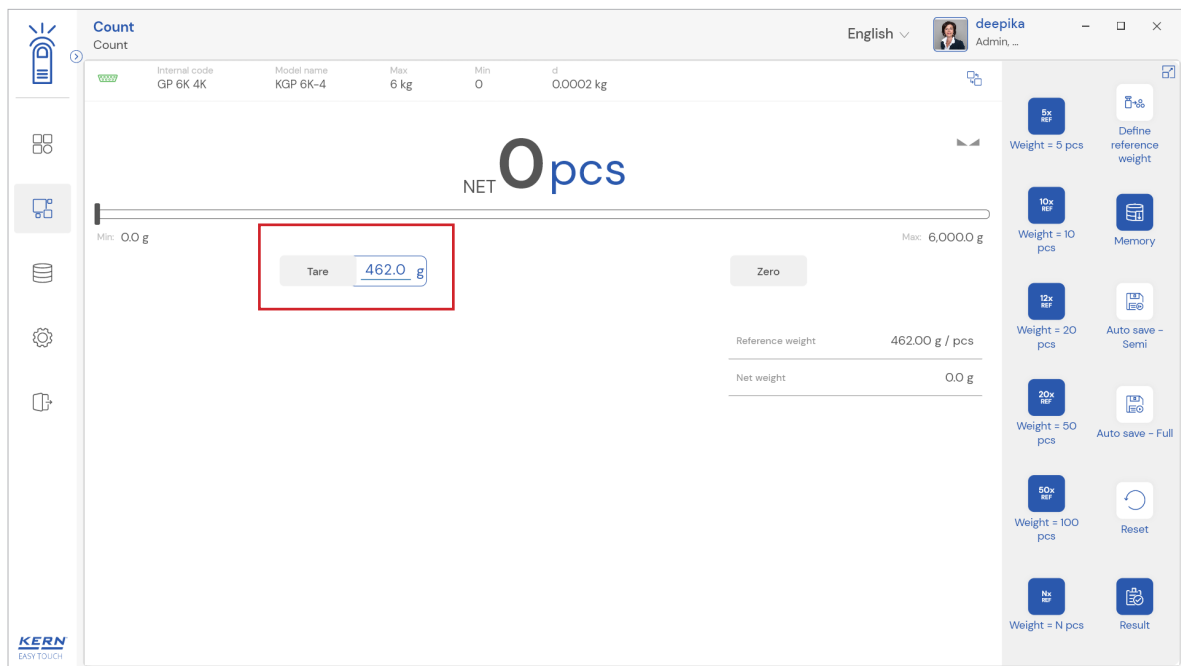 Count
Count
English
deepika
Admin, ...
Internal code
GP 6K 4K
Model name
KGP 6K-4
Max
6 kg
Min
0
d
0.0002 kg
NET 0 pcs
Min: 0.0 g
Max: 6,000.0 g
Tare 462.0 g
Zero
Reference weight 462.00 g / pcs
Net weight 0.0 g
5x
REF
Weight = 5 pcs
Define
reference
weight
10x
REF
Weight = 10
pcs
Memory
12x
REF
Weight = 20
pcs
Auto save -
Semi
20x
REF
Weight = 50
pcs
Auto save - Full
50x
REF
Weight = 100
pcs
Reset
Nx
REF
Weight = N pcs
Result
KERN
EASY TOUCH